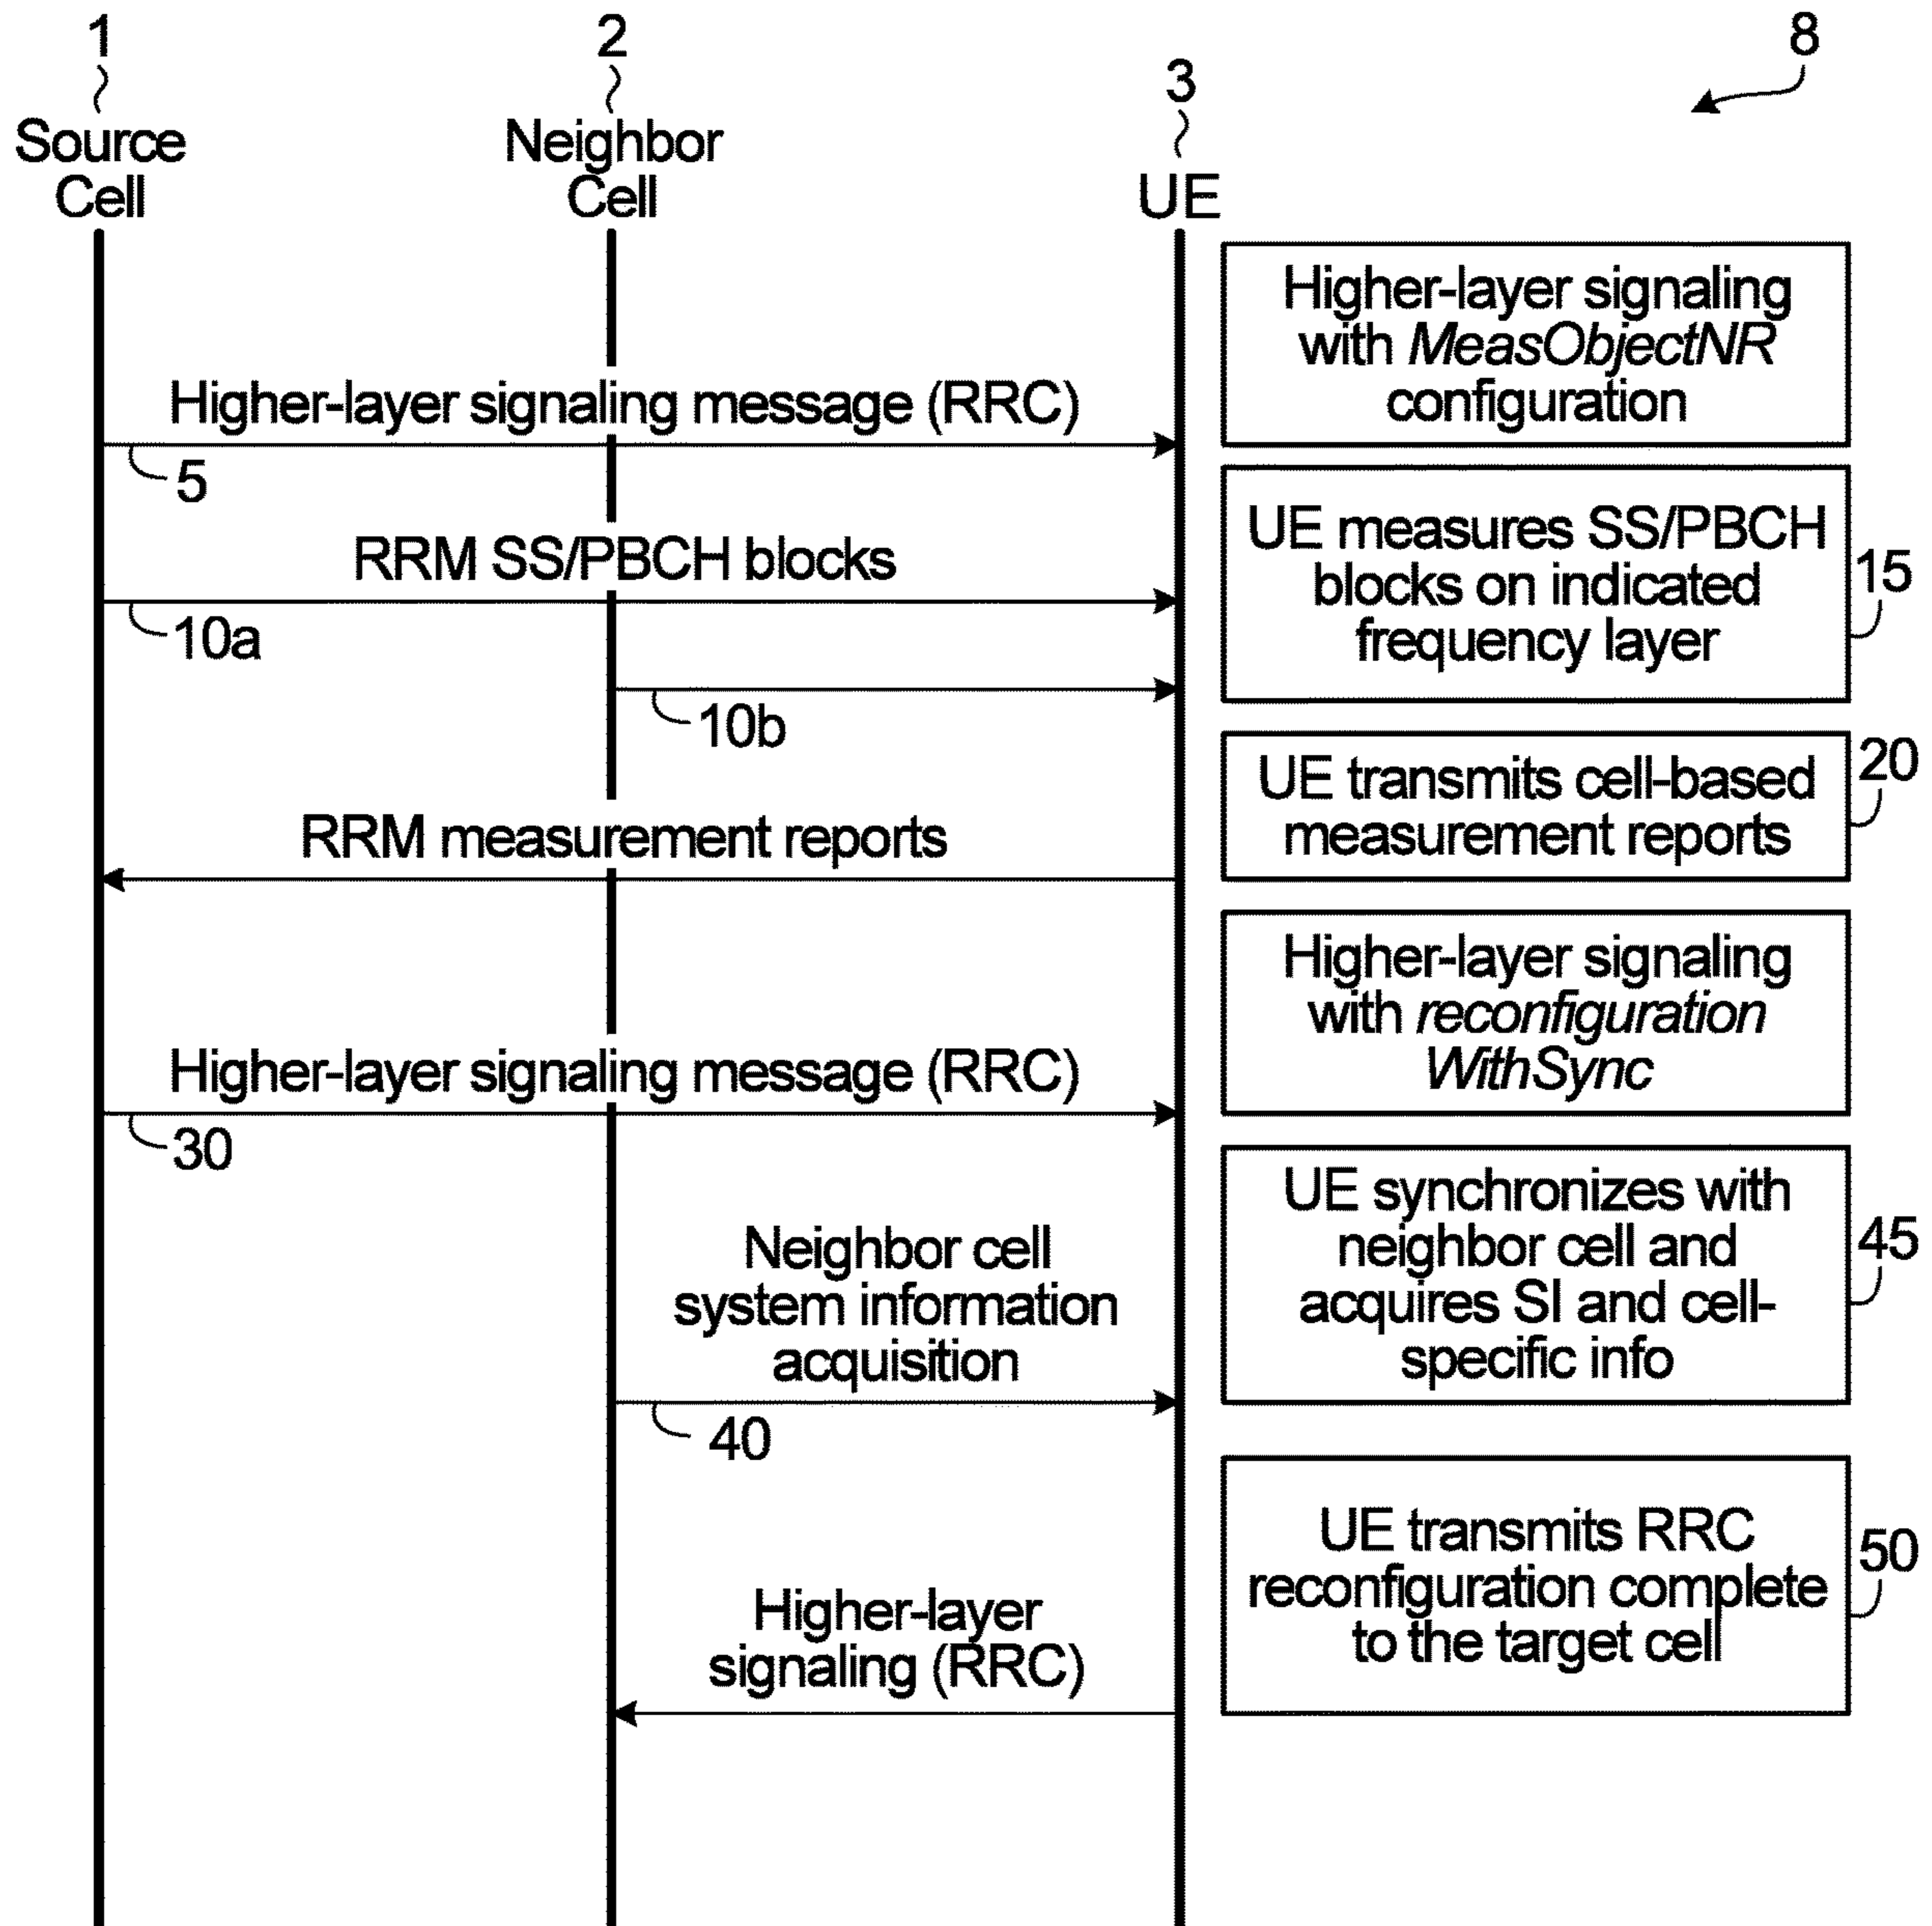 1
2
3
8
Source
Cell
Neighbor
Cell
UE
Higher-layer signaling
with MeasObjectNR
configuration
Higher-layer signaling message (RRC)
5
UE measures SS/PBCH
blocks on indicated
frequency layer
15
RRM SS/PBCH blocks
10a
10b
UE transmits cell-based
measurement reports
20
RRM measurement reports
Higher-layer signaling
with reconfiguration
WithSync
Higher-layer signaling message (RRC)
30
UE synchronizes with
neighbor cell and
acquires SI and cell-
specific info
45
Neighbor cell
system information
acquisition
40
UE transmits RRC
reconfiguration complete
to the target cell
50
Higher-layer
signaling (RRC)